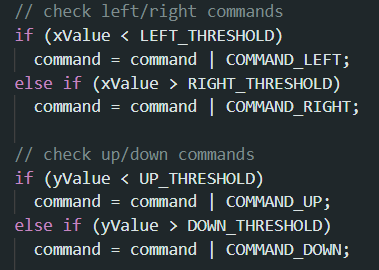 // check left/right commands
if (xValue < LEFT_THRESHOLD)
  command = command | COMMAND_LEFT;
else if (xValue > RIGHT_THRESHOLD)
  command = command | COMMAND_RIGHT;

// check up/down commands
if (yValue < UP_THRESHOLD)
  command = command | COMMAND_UP;
else if (yValue > DOWN_THRESHOLD)
  command = command | COMMAND_DOWN;